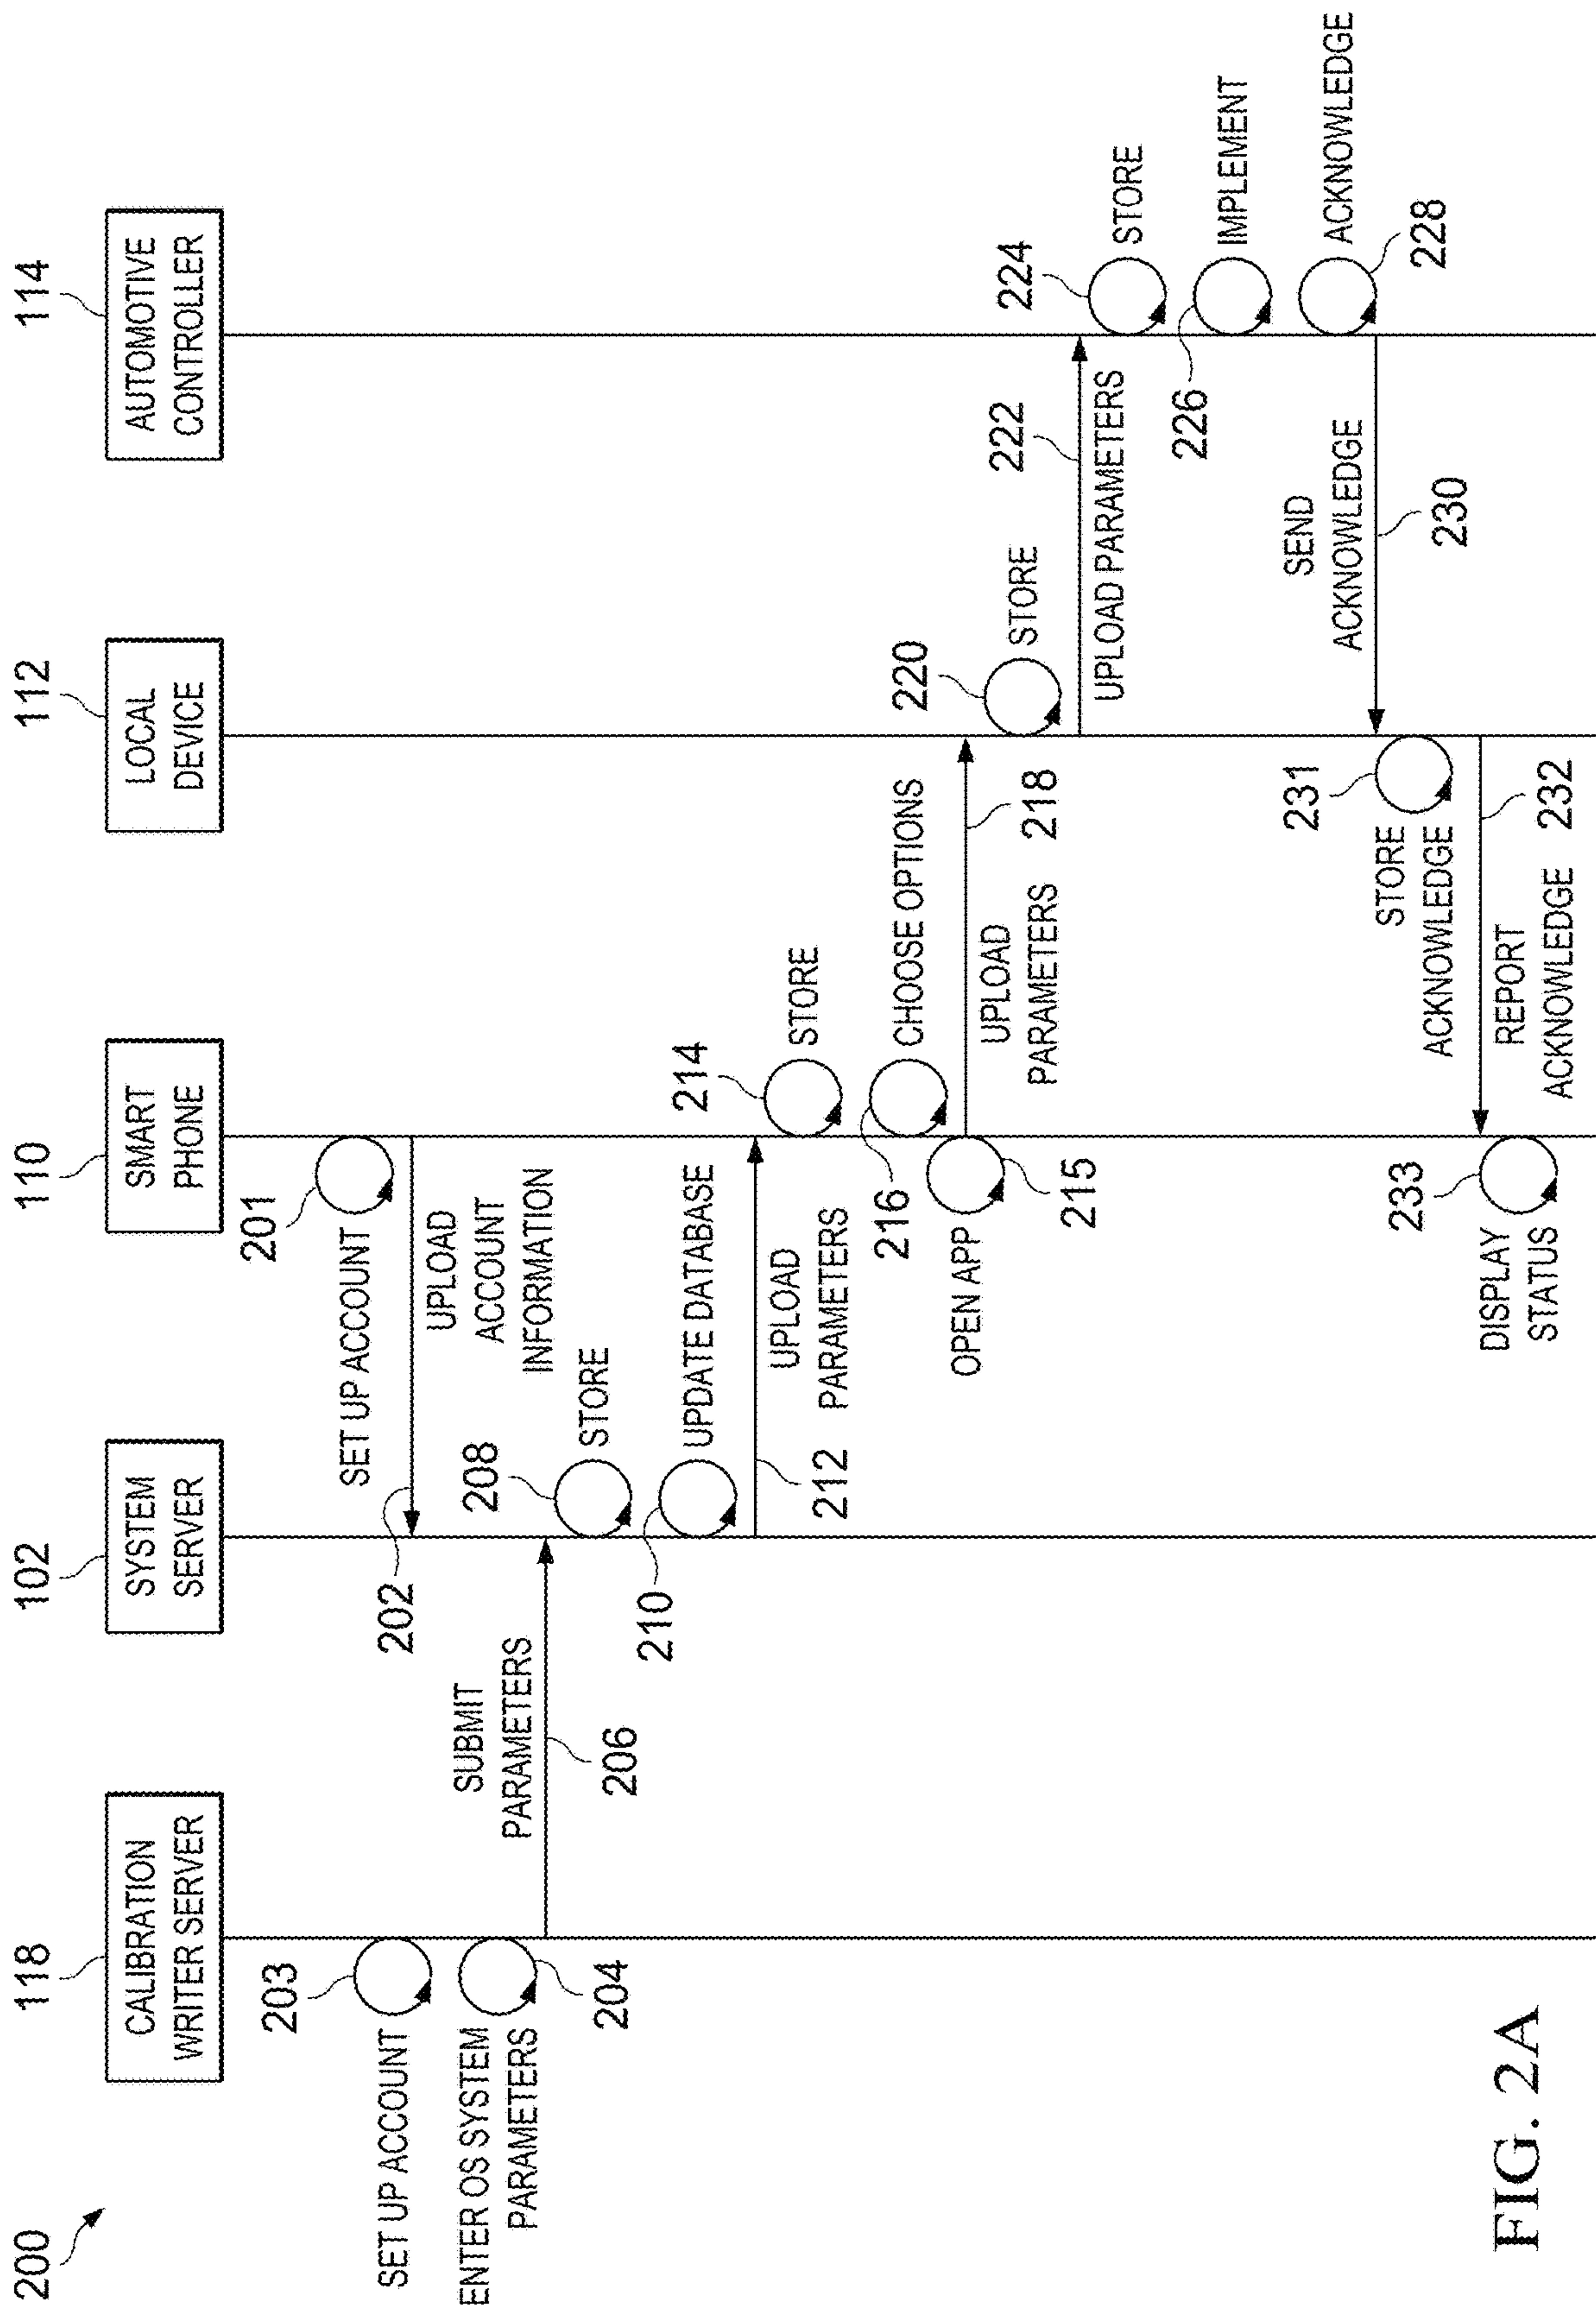 200
118
102
110
112
114
CALIBRATION
WRITER SERVER
SYSTEM
SERVER
SMART
PHONE
LOCAL
DEVICE
AUTOMOTIVE
CONTROLLER
201
SET UP ACCOUNT
203
SET UP ACCOUNT
202
UPLOAD
ACCOUNT
INFORMATION
ENTER OS SYSTEM
PARAMETERS
204
SUBMIT
PARAMETERS
206
208
STORE
210
UPDATE DATABASE
212
UPLOAD
PARAMETERS
214
STORE
216
CHOOSE OPTIONS
OPEN APP
215
UPLOAD
PARAMETERS
218
220
STORE
222
UPLOAD PARAMETERS
224
STORE
226
IMPLEMENT
ACKNOWLEDGE
228
SEND
ACKNOWLEDGE
230
231
STORE
ACKNOWLEDGE
232
REPORT
ACKNOWLEDGE
233
DISPLAY
STATUS
FIG. 2A